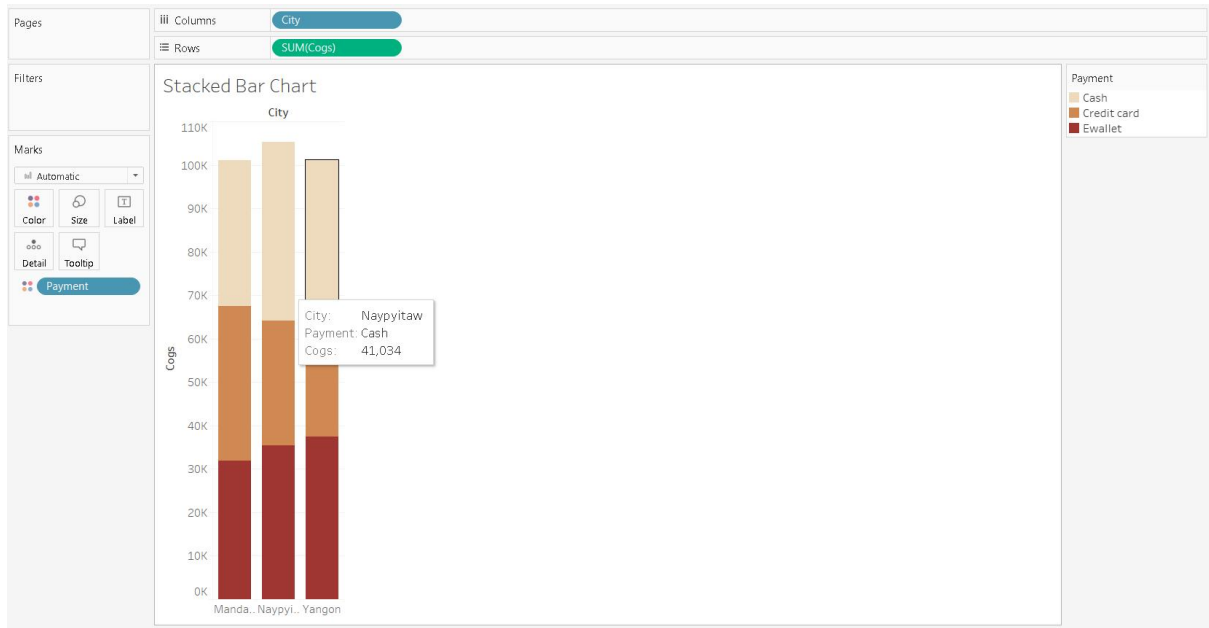 Pages
Columns
City
Rows
SUM(Cogs)
Filters
Marks
Automatic
Color
Size
Label
Detail
Tooltip
Payment
Stacked Bar Chart
City
110K
100K
90K
80K
70K
60K
50K
40K
30K
20K
10K
0K
Cogs
City: Naypyitaw
Payment: Cash
Cogs: 41,034
Manda.. Naypyi.. Yangon
Payment
Cash
Credit card
Ewallet